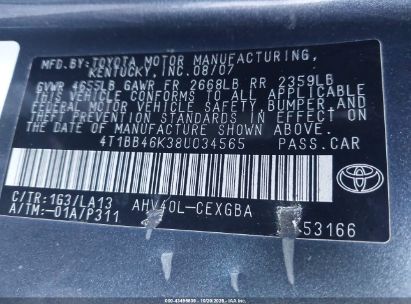 MFD.BY:TOYOTA MOTOR MANUFACTURING,
KENTUCKY,INC.08/07
GVWR 4655LB GAWR FR 2668LB RR 2359LB
THIS VEHICLE CONFORMS TO ALL APPLICABLE
FEDERAL MOTOR VEHICLE SAFETY,BUMPER,AND
THEFT PREVENTION STANDARDS IN EFFECT ON
THE DATE OF MANUFACTURE SHOWN ABOVE.
4T1BB46K38U034565 PASS.CAR
C/TR:1G3/LA13
A/TM:-01A/P311
AHV40L-CEXGBA
53166
TOYOTA